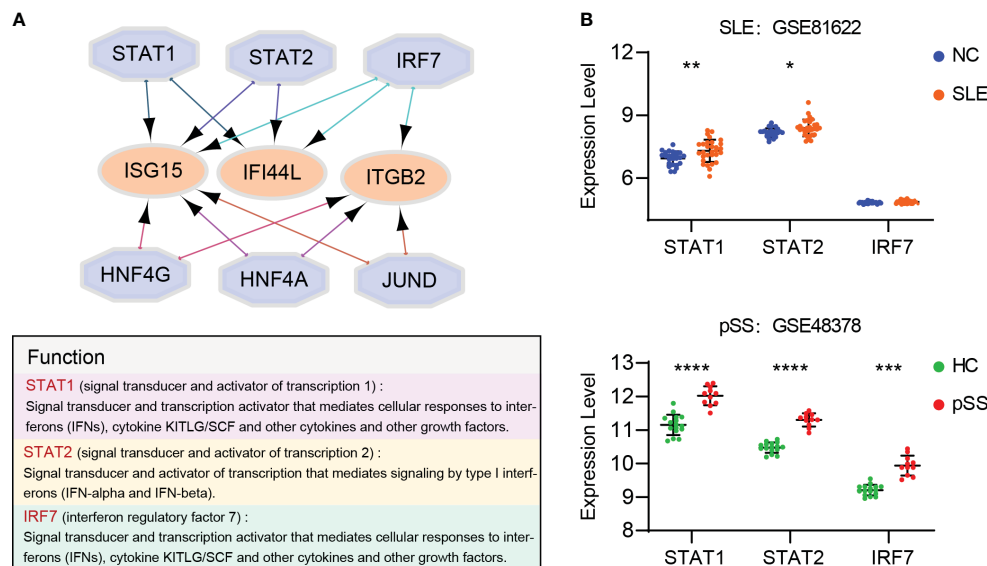 A
STAT1
STAT2
IRF7
ISG15
IFI44L
ITGB2
HNF4G
HNF4A
JUND
Function
STAT1 (signal transducer and activator of transcription 1) :
Signal transducer and transcription activator that mediates cellular responses to inter-
ferons (IFNs), cytokine KITLG/SCF and other cytokines and other growth factors.
STAT2 (signal transducer and activator of transcription 2) :
Signal transducer and activator of transcription that mediates signaling by type I interf-
erons (IFN-alpha and IFN-beta).
IRF7 (interferon regulatory factor 7) :
Signal transducer and transcription activator that mediates cellular responses to inter-
ferons (IFNs), cytokine KITLG/SCF and other cytokines and other growth factors.
B
SLE: GSE81622
Expression Level
12
9
6
** *
STAT1 STAT2 IRF7
NC
SLE
pSS: GSE48378
Expression Level
13
12
11
10
9
8
**** **** ***
STAT1 STAT2 IRF7
HC
pSS